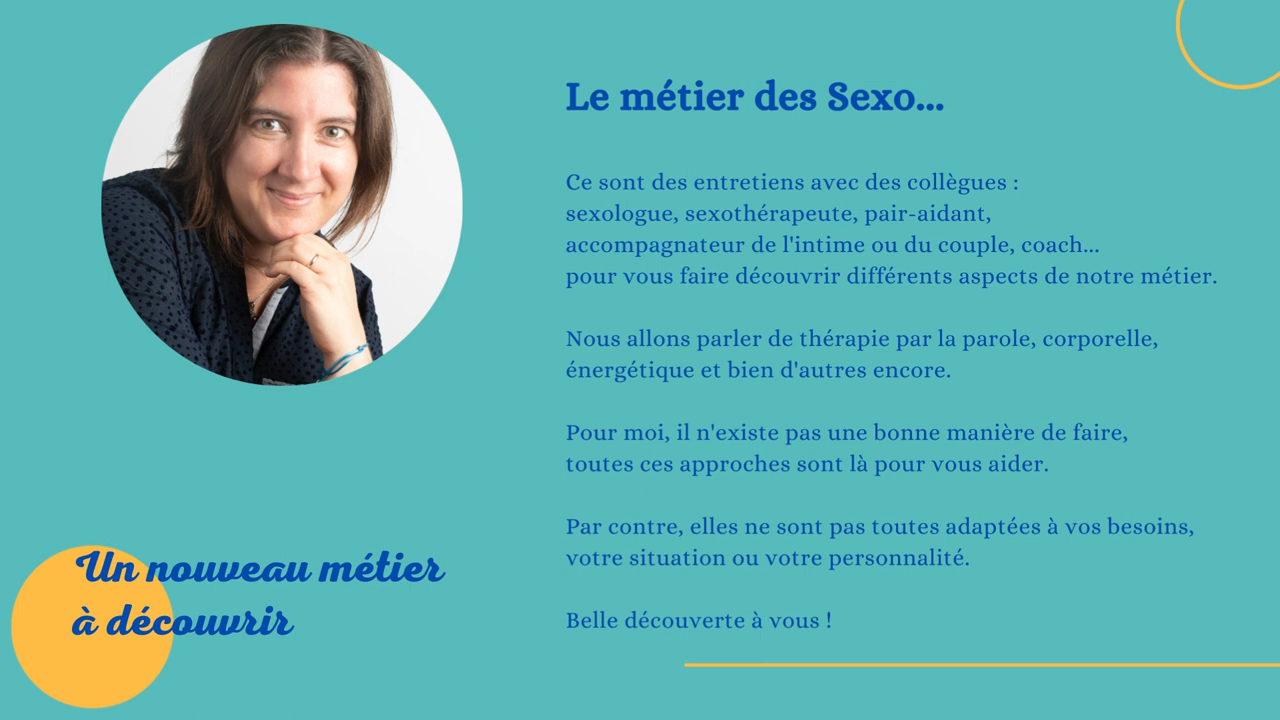 Le métier des Sexo...
Ce sont des entretiens avec des collègues :
sexologue, sexothérapeute, pair-aidant,
accompagnateur de l'intime ou du couple, coach...
pour vous faire découvrir différents aspects de notre métier.
Nous allons parler de thérapie par la parole, corporelle,
énergétique et bien d'autres encore.
Pour moi, il n'existe pas une bonne manière de faire,
toutes ces approches sont là pour vous aider.
Par contre, elles ne sont pas toutes adaptées à vos besoins,
votre situation ou votre personnalité.
Belle découverte à vous !
Un nouveau métier
à découvrir